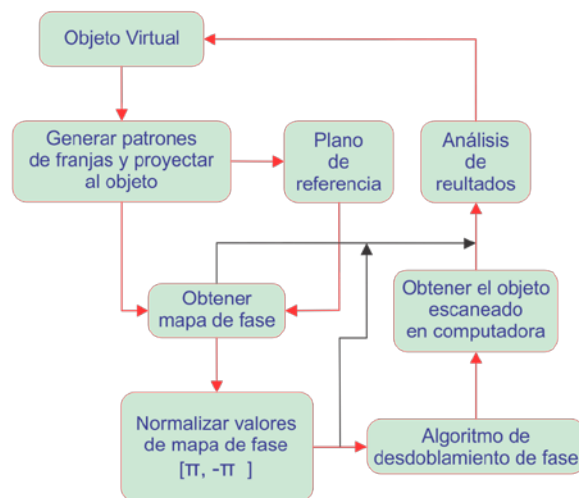 Objeto Virtual
Generar patrones
de franjas y proyectar
al objeto
Plano
de
referencia
Análisis
de
reultados
Obtener
mapa de fase
Obtener el objeto
escaneado
en computadora
Normalizar valores
de mapa de fase
[π, -π ]
Algoritmo de
desdoblamiento de fase